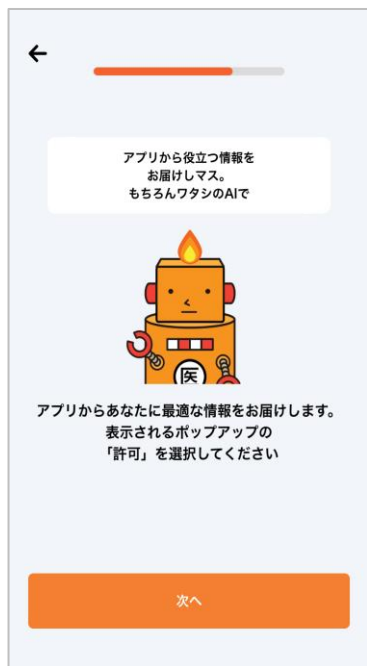 アプリから役立つ情報を
お届けしマス。
もちろんワタシのAIで
医
アプリからあなたに最適な情報をお届けします。
表示されるポップアップの
「許可」を選択してください
次へ